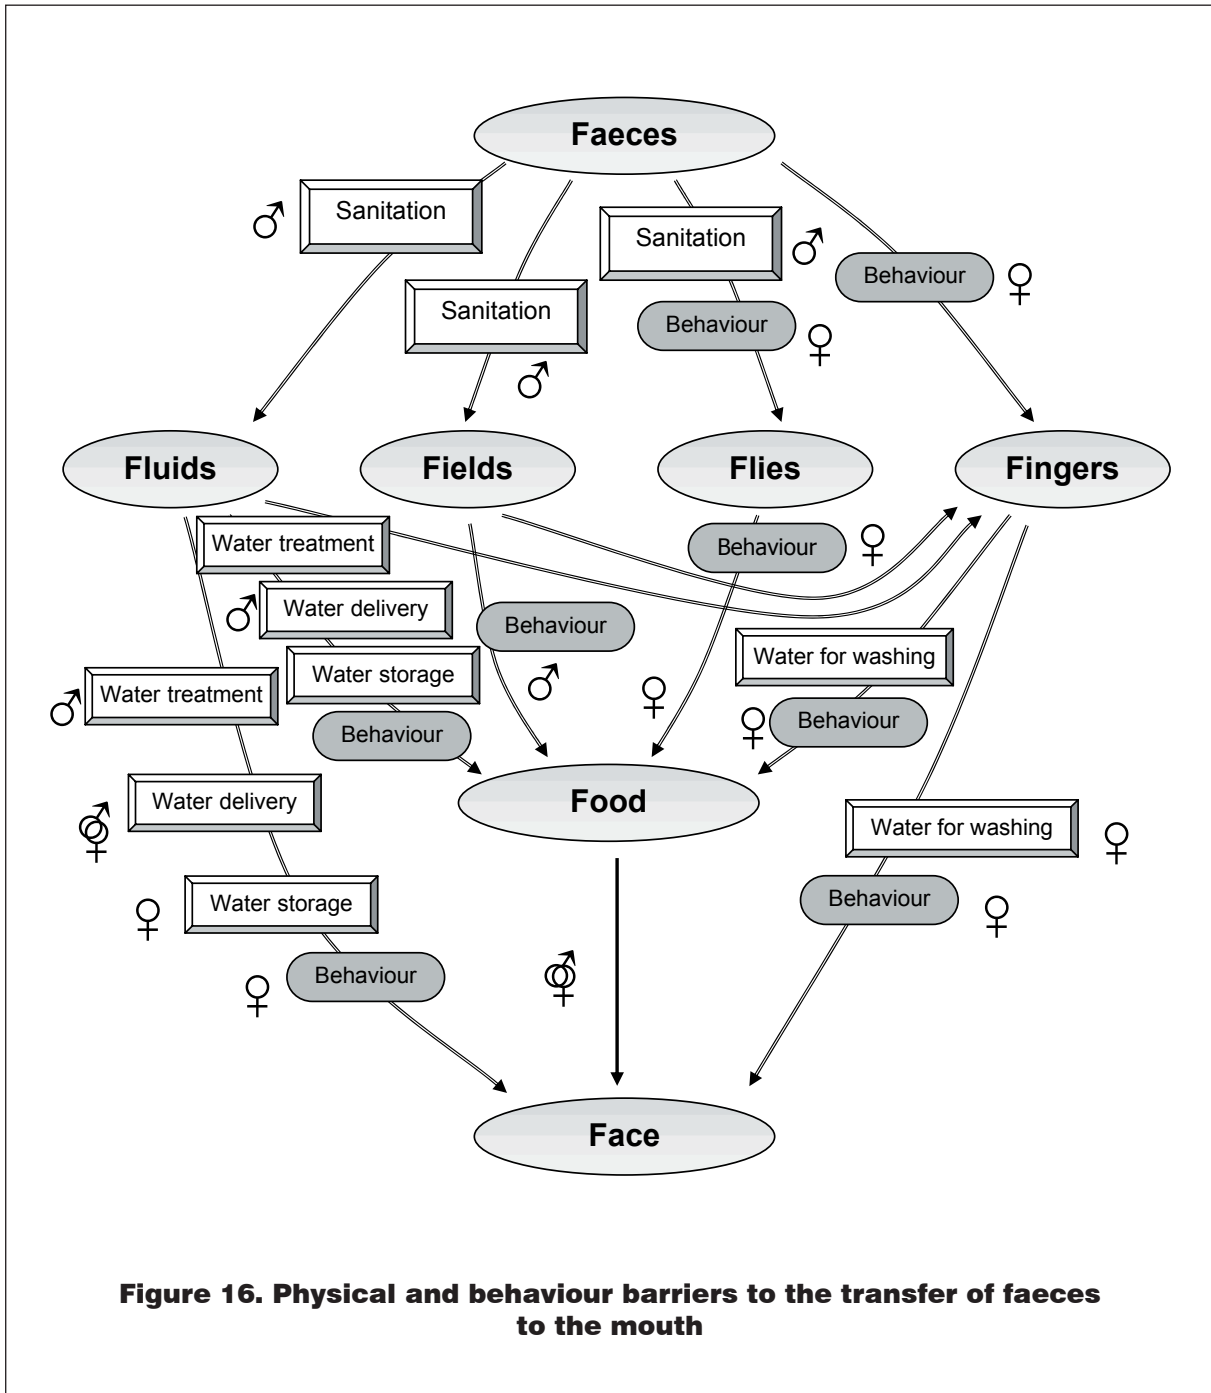 Faeces
Sanitation
Sanitation
Behaviour
Sanitation
Behaviour
Fluids
Fields
Flies
Fingers
Water treatment
Behaviour
Water delivery
Behaviour
Water storage
Water for washing
Water treatment
Behaviour
Behaviour
Water delivery
Food
Water for washing
Water storage
Behaviour
Behaviour
Face
Figure 16. Physical and behaviour barriers to the transfer of faeces
to the mouth